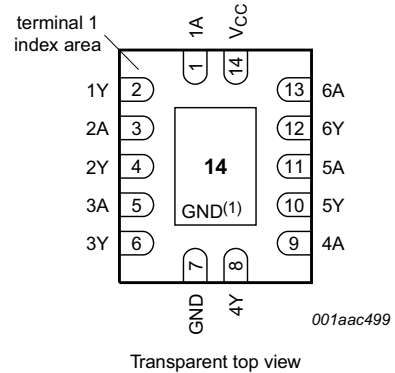 terminal 1
index area
1A
VCC
1
14
1Y 2
13 6A
2A 3
12 6Y
2Y 4
14
11 5A
3A 5
GND(1)
10 5Y
3Y 6
9 4A
7
8
GND
4Y
001aac499
Transparent top view